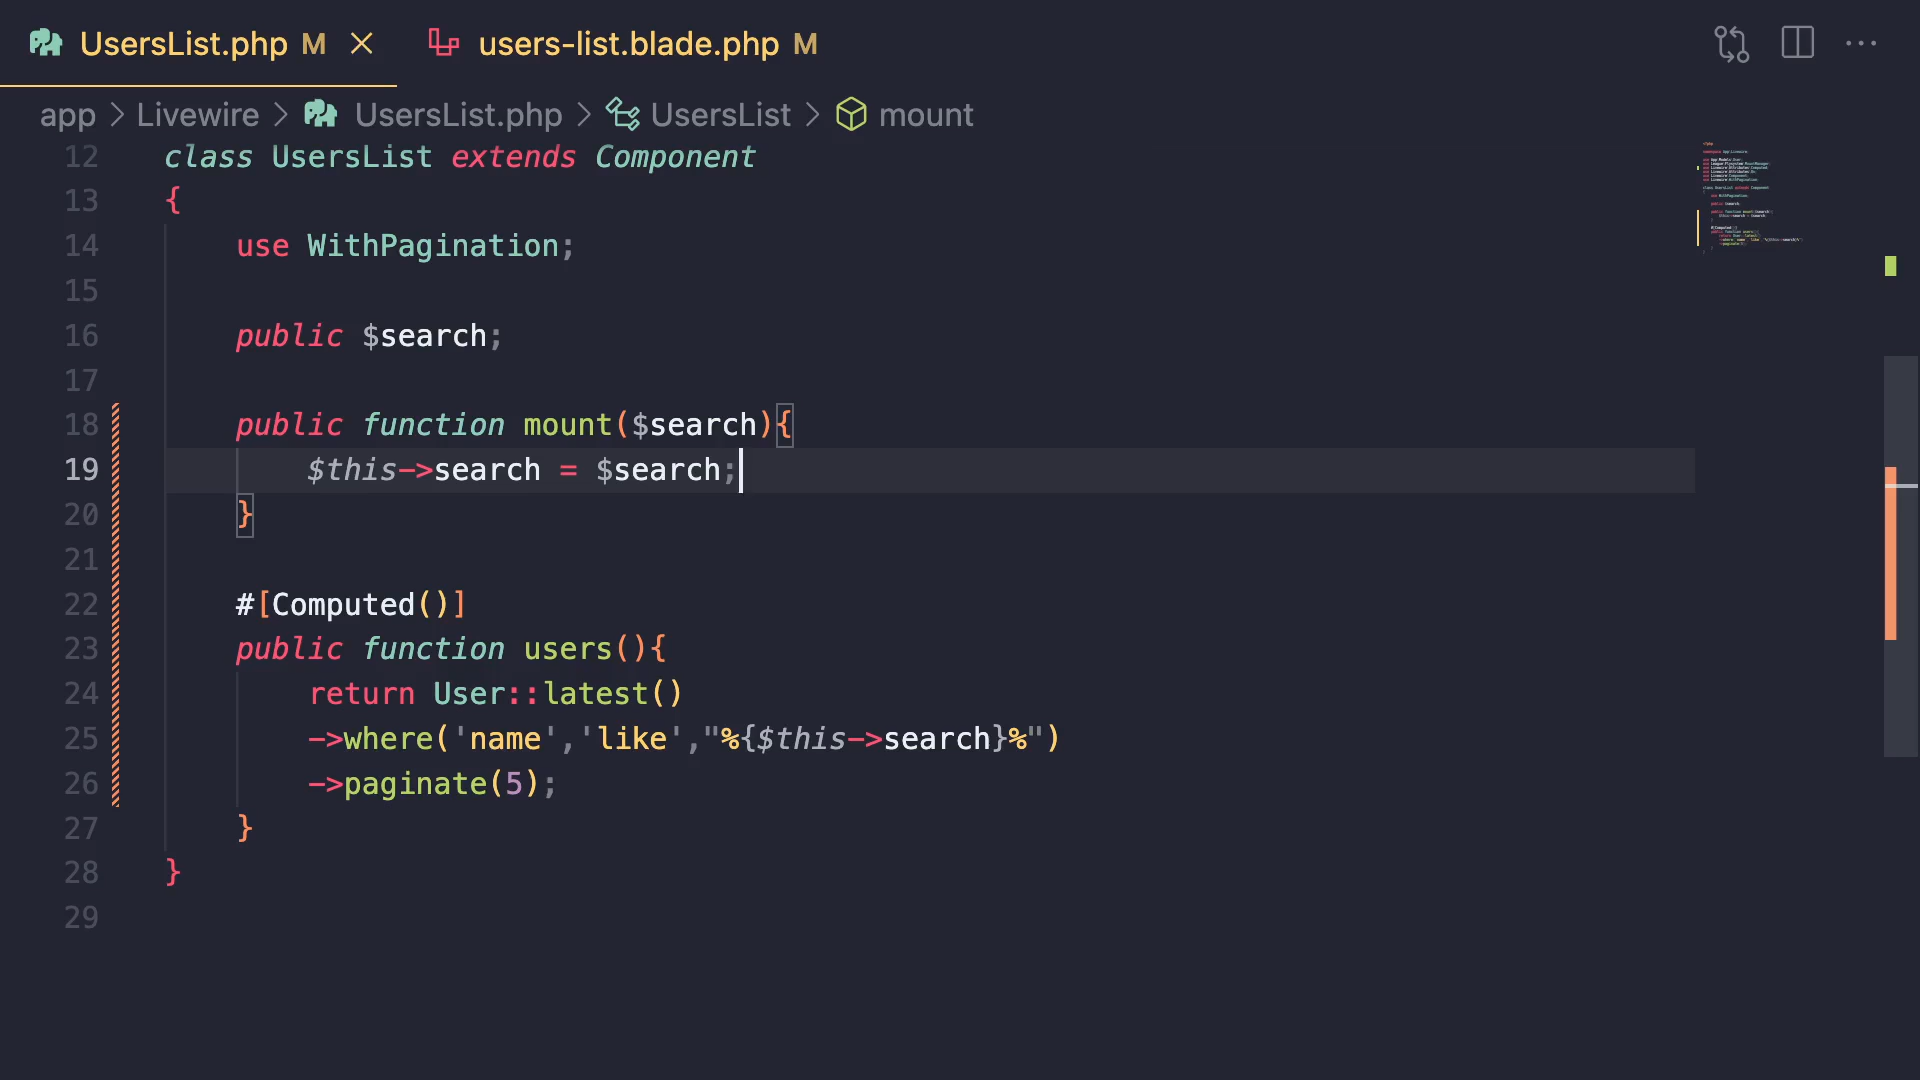 UsersList.php M
users-list.blade.php M
app > Livewire > UsersList.php > UsersList > mount
12 class UsersList extends Component
13 {
14 use WithPagination;
15
16 public $search;
17
18 public function mount($search){
19 $this->search = $search;
20 }
21
22 #[Computed()]
23 public function users(){
24 return User::latest()
25 ->where('name','like',"%{$this->search}%")
26 ->paginate(5);
27 }
28 }
29